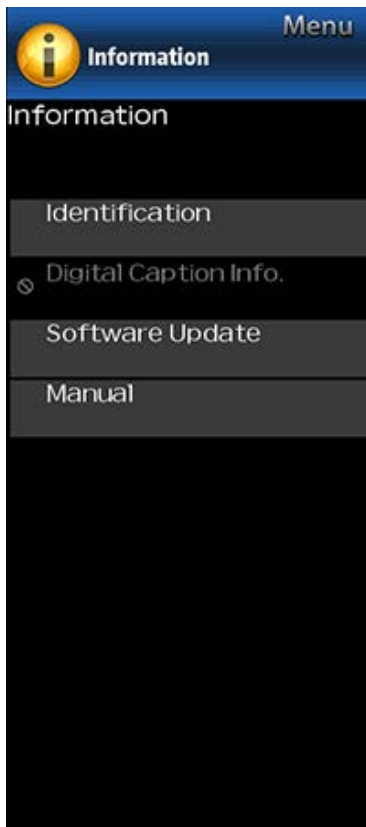 Menu
Information
Information
Identification
Digital Caption Info.
Software Update
Manual